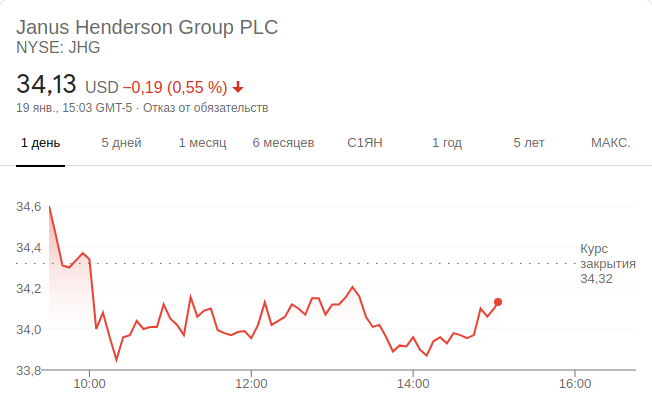 Janus Henderson Group PLC
NYSE: JHG
34,13 USD −0,19 (0,55 %)
19 янв., 15:03 GMT-5 · Отказ от обязательств
1 день 5 дней 1 месяц 6 месяцев С1ЯН 1 год 5 лет МАКС.
34,6
34,4
34,2
34,0
33,8
Курс
закрытия
34,32
10:00 12:00 14:00 16:00